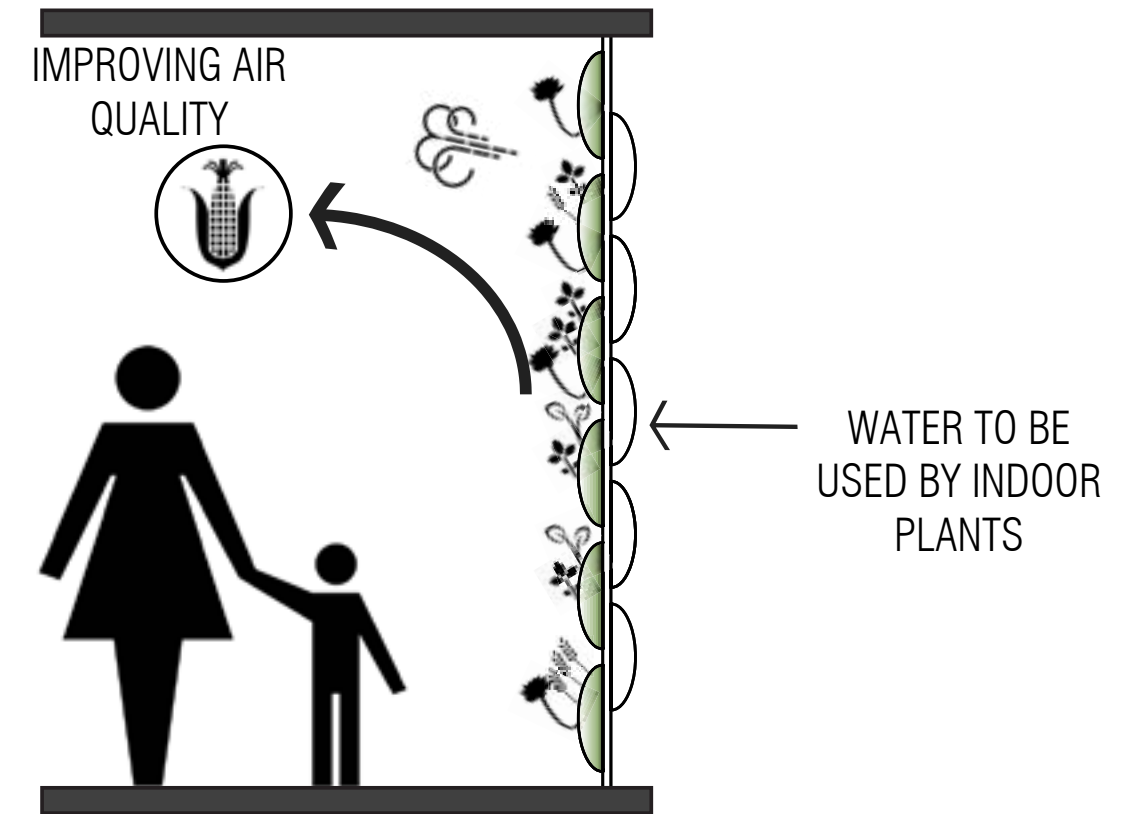 IMPROVING AIR
QUALITY
WATER TO BE
USED BY INDOOR
PLANTS